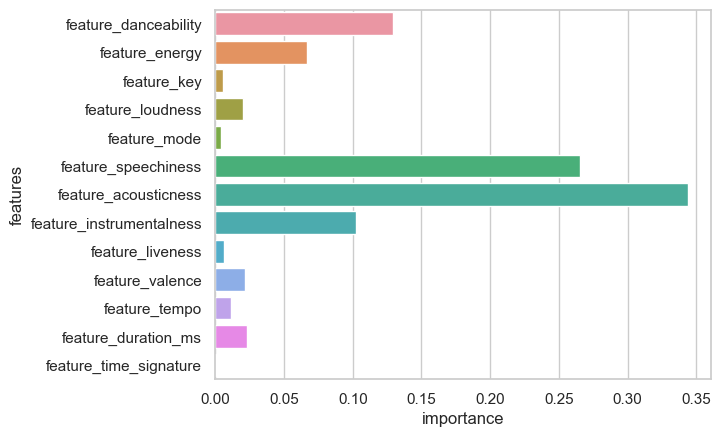 feature_danceability
feature_energy
feature_key
feature_loudness
feature_mode
feature_speechiness
feature_acousticness
feature_instrumentalness
feature_liveness
feature_valence
feature_tempo
feature_duration_ms
feature_time_signature
features
0.00 0.05 0.10 0.15 0.20 0.25 0.30 0.35
importance